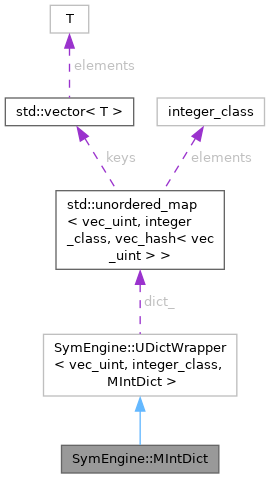 T
elements
std::vector< T >
integer_class
keys
elements
std::unordered_map
< vec_uint, integer
_class, vec_hash< vec
_uint > >
dict_
SymEngine::UDictWrapper
< vec_uint, integer_class,
MIntDict >
SymEngine::MIntDict